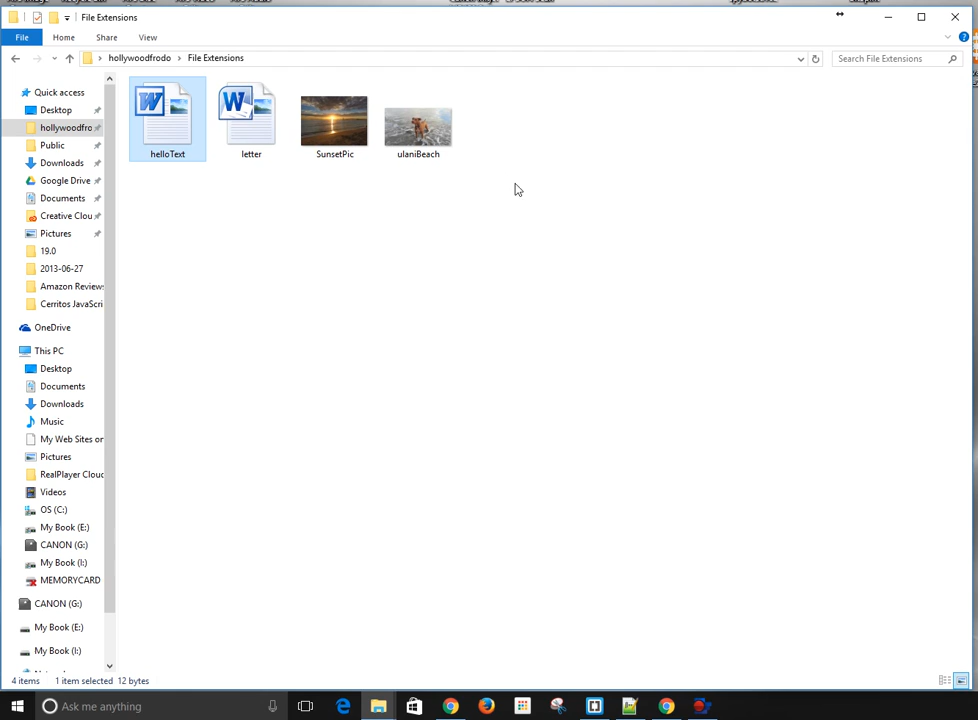 File Extensions
File
Home
Share
View
hollywoodfrodo
File Extensions
Search File Extensions
Quick access
Desktop
hollywoodfro
Public
Downloads
Google Drive
Documents
Creative Clou
Pictures
19.0
2013-06-27
Amazon Reviews
Cerritos JavaScri
OneDrive
This PC
Desktop
Documents
Downloads
Music
My Web Sites on
Pictures
RealPlayer Cloud
Videos
OS (C:)
My Book (E:)
CANON (G:)
My Book (I:)
MEMORYCARD
CANON (G:)
My Book (E:)
My Book (I:)
helloText
letter
SunsetPic
ulaniBeach
4 items
1 item selected
12 bytes
Ask me anything